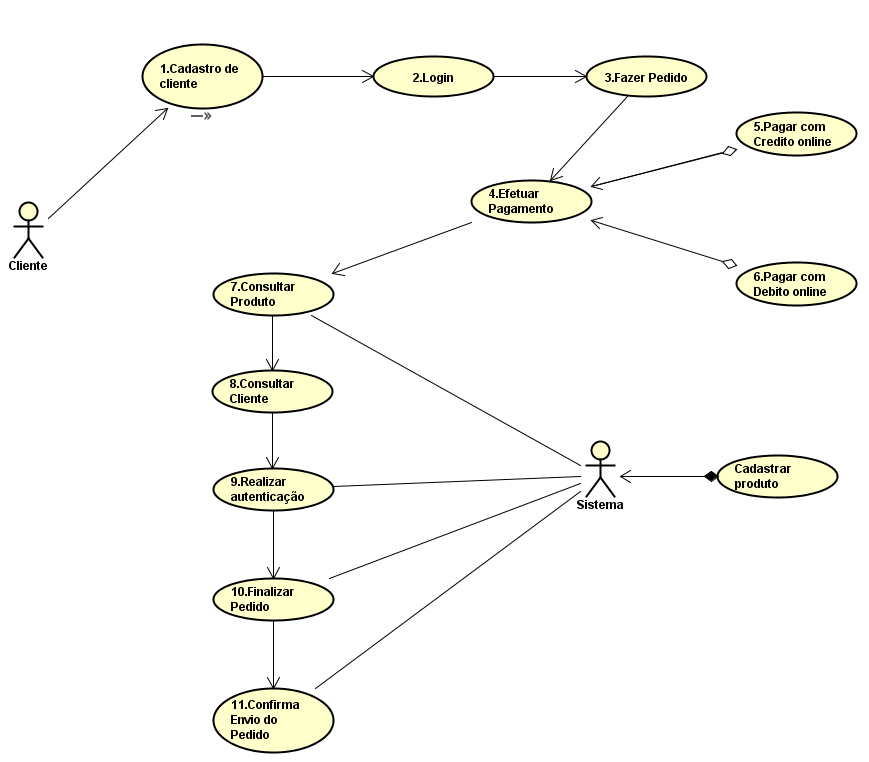 1.Cadastro de
cliente
2.Login
3.Fazer Pedido
5.Pagar com
Credito online
4.Efetuar
Pagamento
Cliente
6.Pagar com
Debito online
7.Consultar
Produto
8.Consultar
Cliente
9.Realizar
autenticação
Sistema
Cadastrar
produto
10.Finalizar
Pedido
11.Confirma
Envio do
Pedido